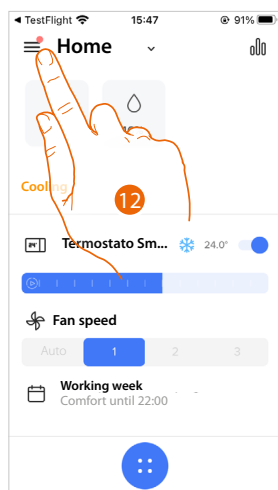 TestFlight 15:47 91%
Home
Cooling
12
Termostato Sm... 24.0°
Fan speed
Auto 1 2 3
Working week
Comfort until 22:00